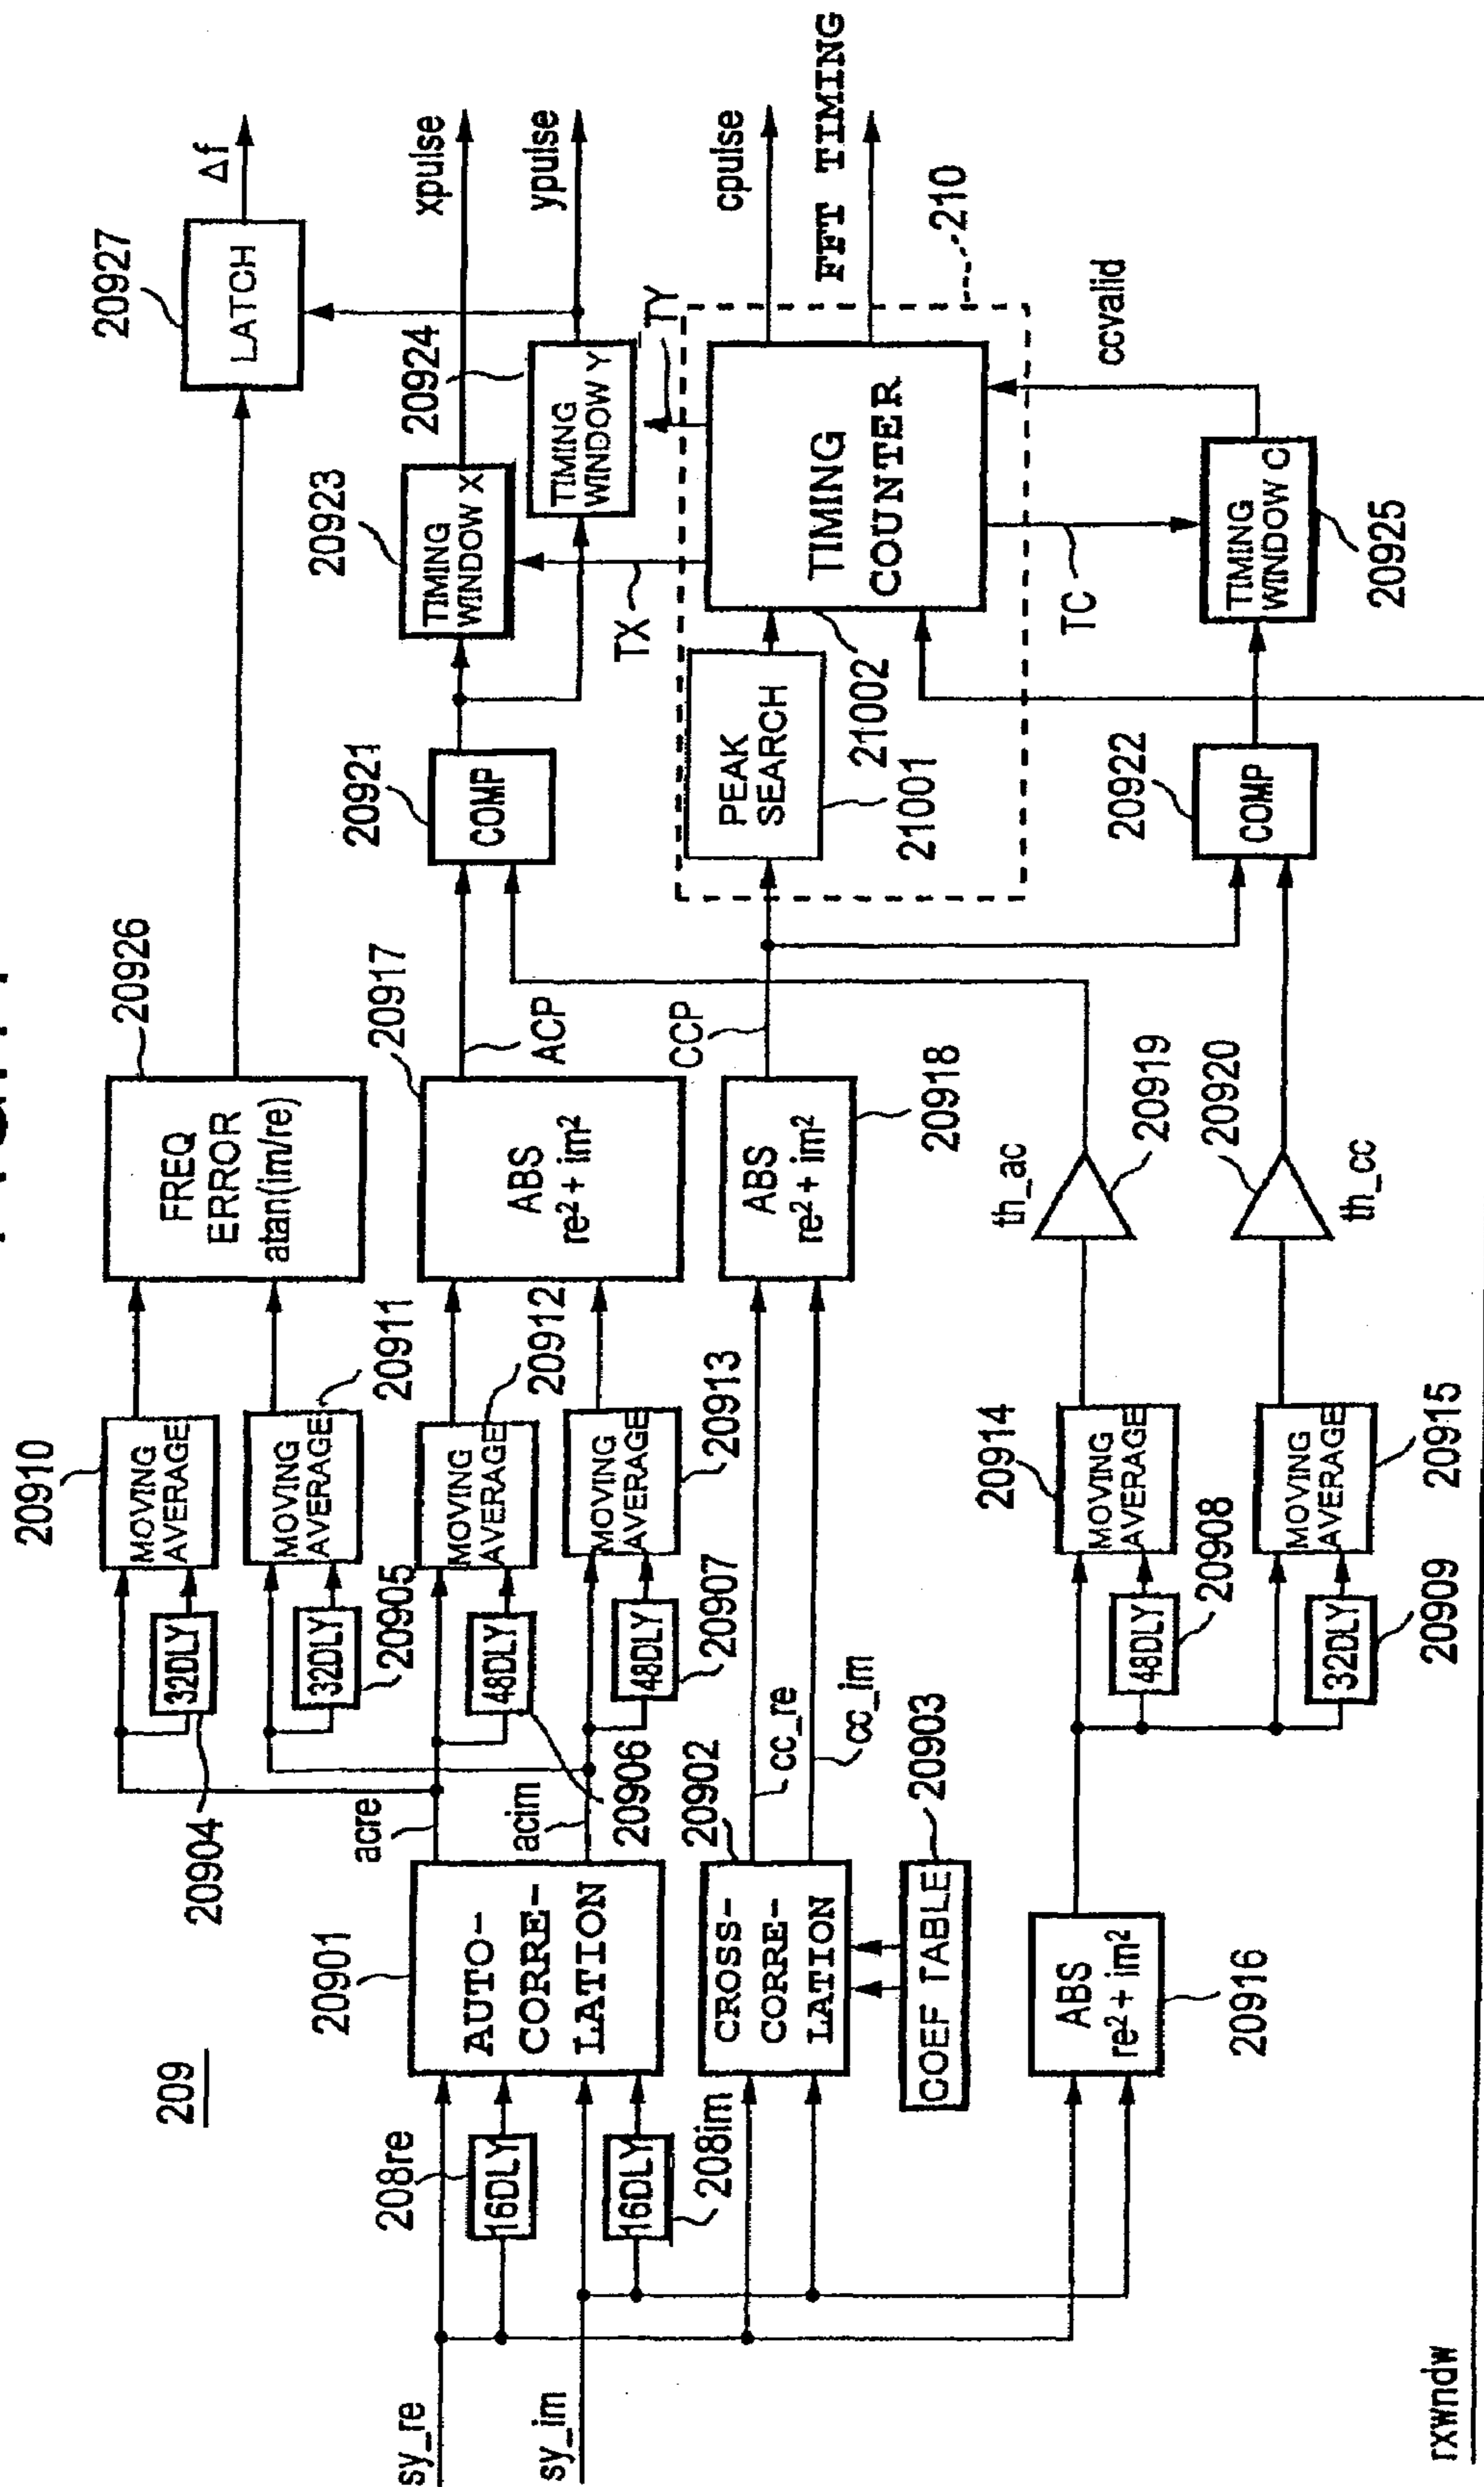 209
sy_re
sy_im
rxwndw
208re
16DLY
16DLY
208im
20901
AUTO-
CORRE-
LATION
CROSS-
CORRE-
LATION
20902
COEF TABLE
20903
ABS
re² + im²
20916
acre
acim
cc_re
cc_im
20904
32DLY
32DLY
20905
48DLY
20906
48DLY
20907
48DLY
20908
32DLY
20909
20910
MOVING
AVERAGE
MOVING
AVERAGE
20911
MOVING
AVERAGE
20912
MOVING
AVERAGE
20913
20914
MOVING
AVERAGE
MOVING
AVERAGE
20915
FREQ
ERROR
atan(im/re)
20926
ABS
re² + im²
20917
ABS
re² + im²
20918
th_ac
20919
20920
th_cc
ACP
CCP
20921
COMP
PEAK
SEARCH
21001
21002
20922
COMP
20923
TIMING
WINDOW X
20924
TIMING
WINDOW Y
TX
TY
TIMING
COUNTER
TC
TIMING
WINDOW C
20925
20927
LATCH
Δf
xpulse
ypulse
cpulse
FFT TIMING
210
ccvalid